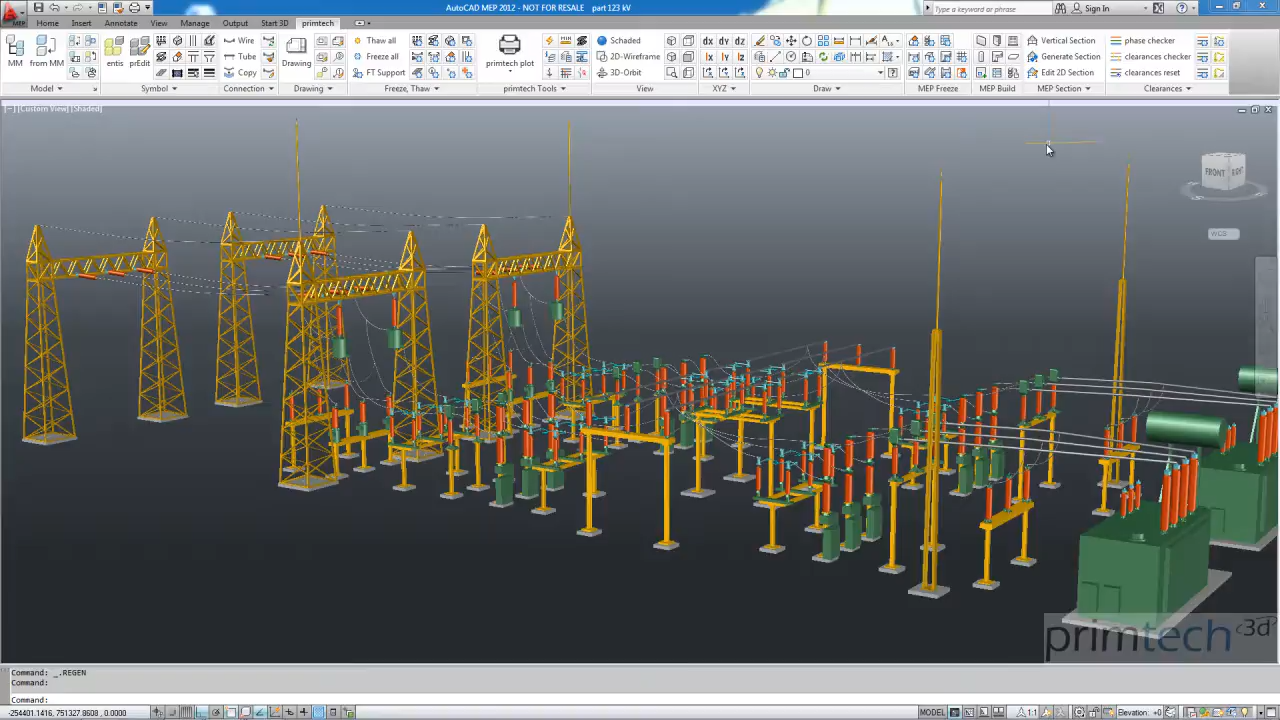 AutoCAD MEP 2012 - NOT FOR RESALE part 123 kV
Type a keyword or phrase
Sign In
MEP
Home Insert Annotate View Manage Output Start 3D primtech
MM from MM entis prEdit
Wire
Tube
Copy
Drawing
Thaw all
Freeze all
FT Support
primtech plot
Shaded
2D-Wireframe
3D-Orbit
dx dy dz
lx ly lz
0
Vertical Section
Generate Section
Edit 2D Section
phase checker
clearances checker
clearances reset
Model Symbol Connection Drawing Freeze, Thaw primtech Tools View XYZ Draw MEP Freeze MEP Build MEP Section Clearances
[−] [Custom View] [Shaded]
FRONT RIGHT
WCS
primtech 3d
Command: _.REGEN
Command:
Command:
-254401.1416, 751327.8608, 0.0000
MODEL 1:1 Elevation: +0